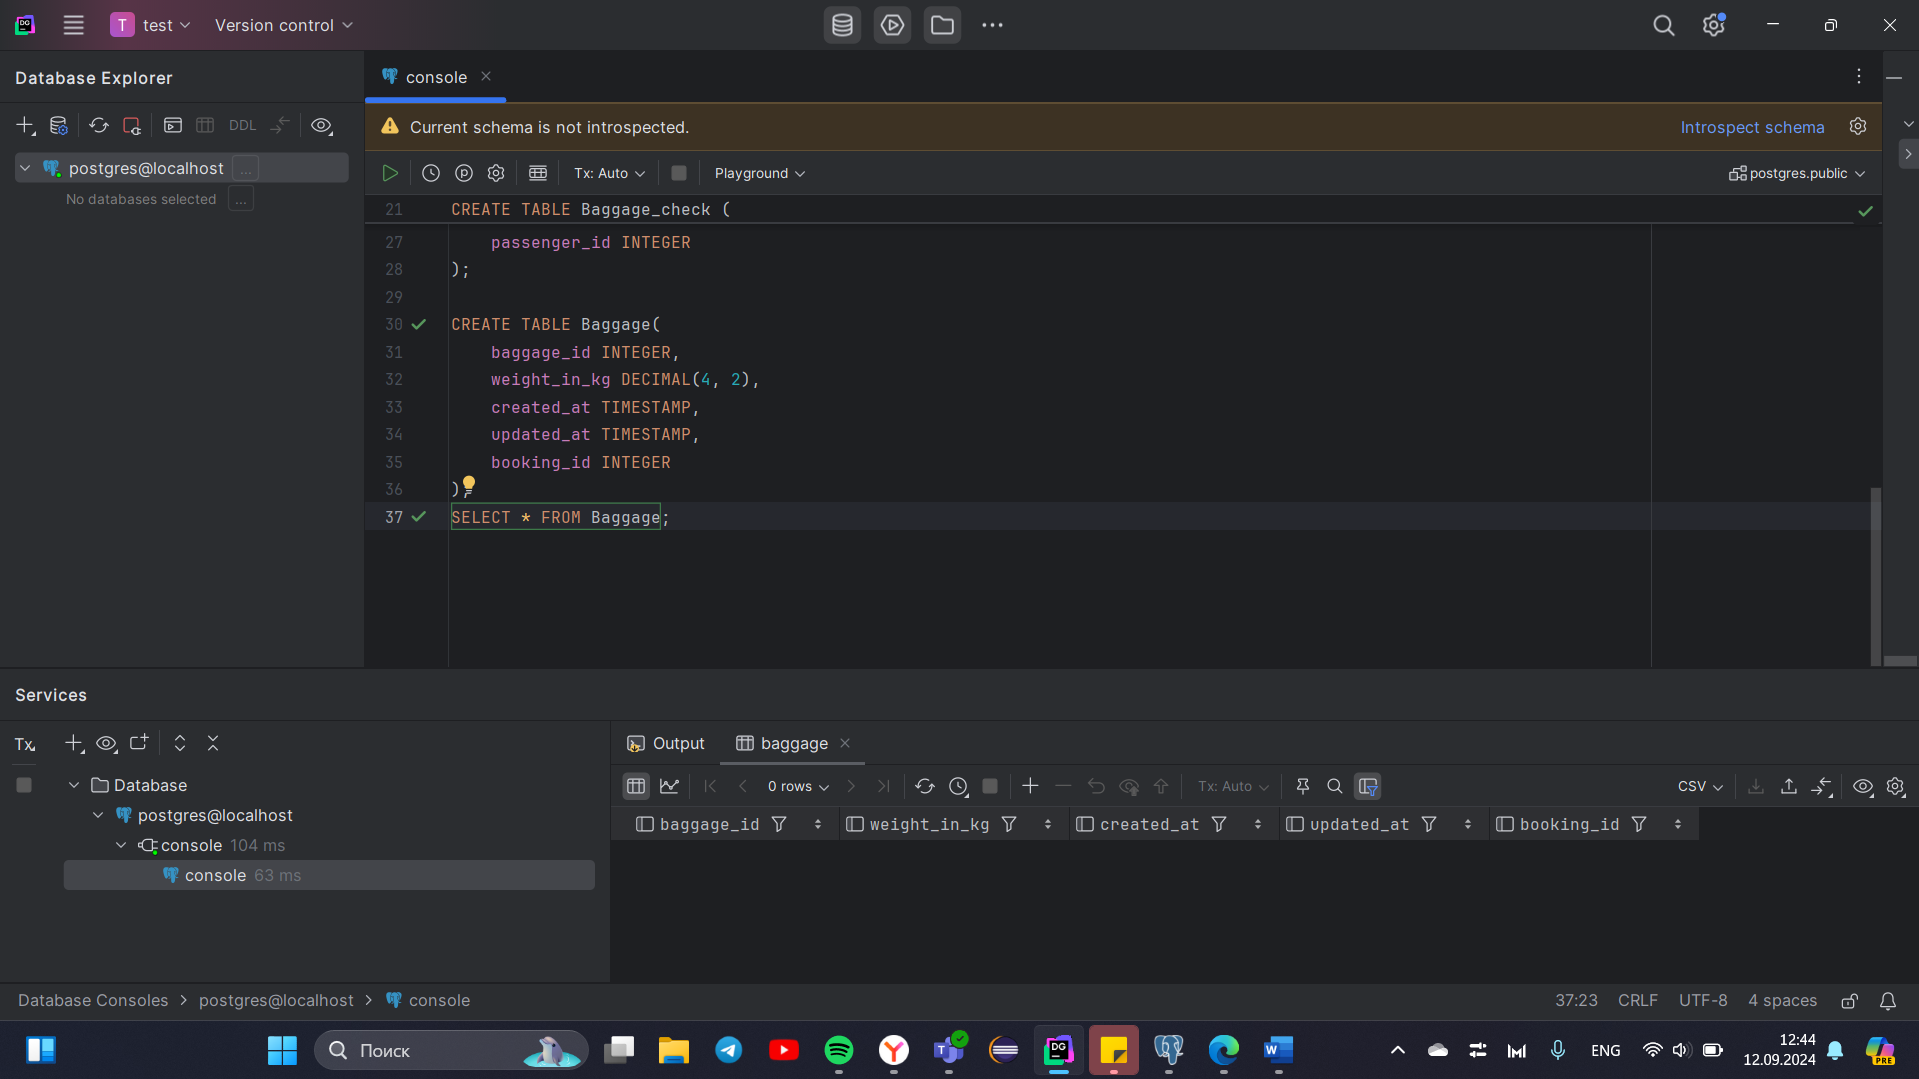 DG
T test Version control
Database Explorer
console
Current schema is not introspected.
Introspect schema
DDL
Tx: Auto
Playground
postgres.public
postgres@localhost ...
No databases selected ...
21 CREATE TABLE Baggage_check (
27 passenger_id INTEGER
28 );
29
30 CREATE TABLE Baggage(
31 baggage_id INTEGER,
32 weight_in_kg DECIMAL(4, 2),
33 created_at TIMESTAMP,
34 updated_at TIMESTAMP,
35 booking_id INTEGER
36 );
37 SELECT * FROM Baggage;
Services
Tx
Output
baggage
0 rows
Tx: Auto
CSV
Database
postgres@localhost
console 104 ms
console 63 ms
baggage_id weight_in_kg created_at updated_at booking_id
Database Consoles > postgres@localhost > console
37:23 CRLF UTF-8 4 spaces
Поиск
DG
ENG
12:44
12.09.2024
PRE